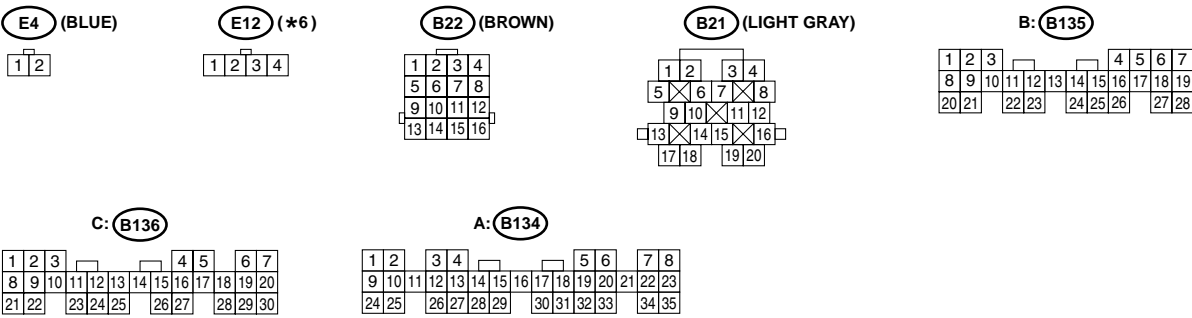 E4 (BLUE) E12 (*6) B22 (BROWN) B21 (LIGHT GRAY) B: B135
1 2
1 2 3 4
1 2 3 4
5 6 7 8
9 10 11 12
13 14 15 16
1 2 3 4
5 6 7 8
9 10 11 12
13 14 15 16
17 18 19 20
1 2 3 4 5 6 7
8 9 10 11 12 13 14 15 16 17 18 19
20 21 22 23 24 25 26 27 28
C: B136 A: B134
1 2 3 4 5 6 7
8 9 10 11 12 13 14 15 16 17 18 19 20
21 22 23 24 25 26 27 28 29 30
1 2 3 4 5 6 7 8
9 10 11 12 13 14 15 16 17 18 19 20 21 22 23
24 25 26 27 28 29 30 31 32 33 34 35